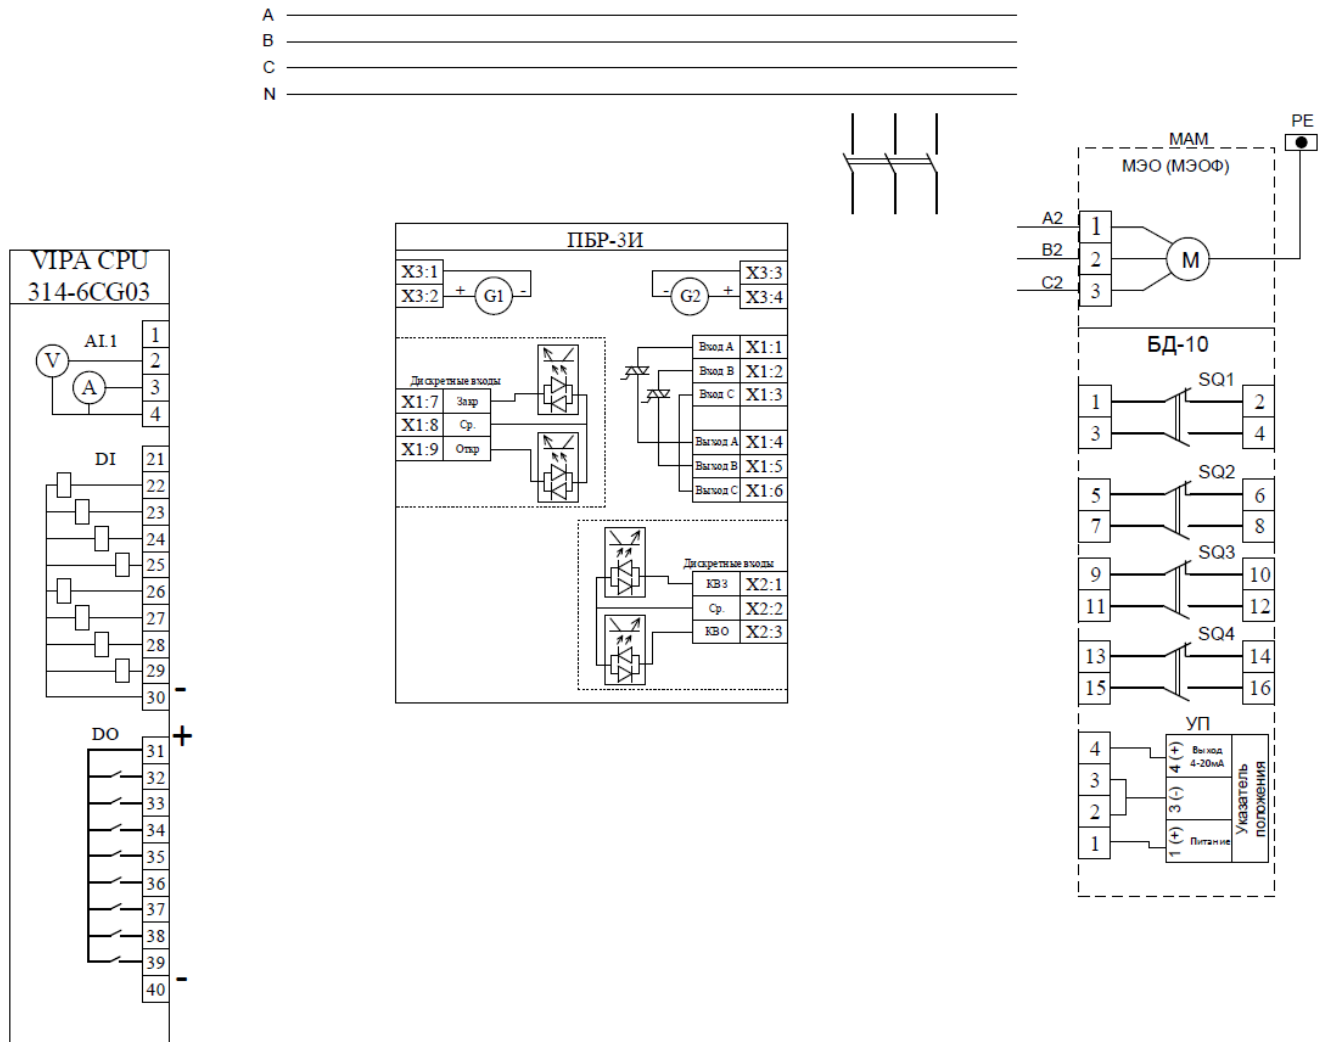 A
B
C
N
VIPA CPU
314-6CG03
AI.1
V
A
1
2
3
4
DI
21
22
23
24
25
26
27
28
29
30
-
DO
+
31
32
33
34
35
36
37
38
39
40
-
ПБР-3И
X3:1
X3:2
+ G1 -
- G2 +
X3:3
X3:4
Дискретные входы
X1:7 Закр
X1:8 Ср.
X1:9 Откр
Вход А X1:1
Вход В X1:2
Вход С X1:3
Выход А X1:4
Выход В X1:5
Выход С X1:6
Дискретные входы
КВЗ X2:1
Ср. X2:2
КВО X2:3
PE
МАМ
МЭО (МЭОФ)
A2 1
B2 2
C2 3
M
БД-10
SQ1
1 2
3 4
SQ2
5 6
7 8
SQ3
9 10
11 12
SQ4
13 14
15 16
УП
4
3
2
1
4 (+) Выход
4-20мА
3 (-)
1 (+) Питание
Указатель
положения